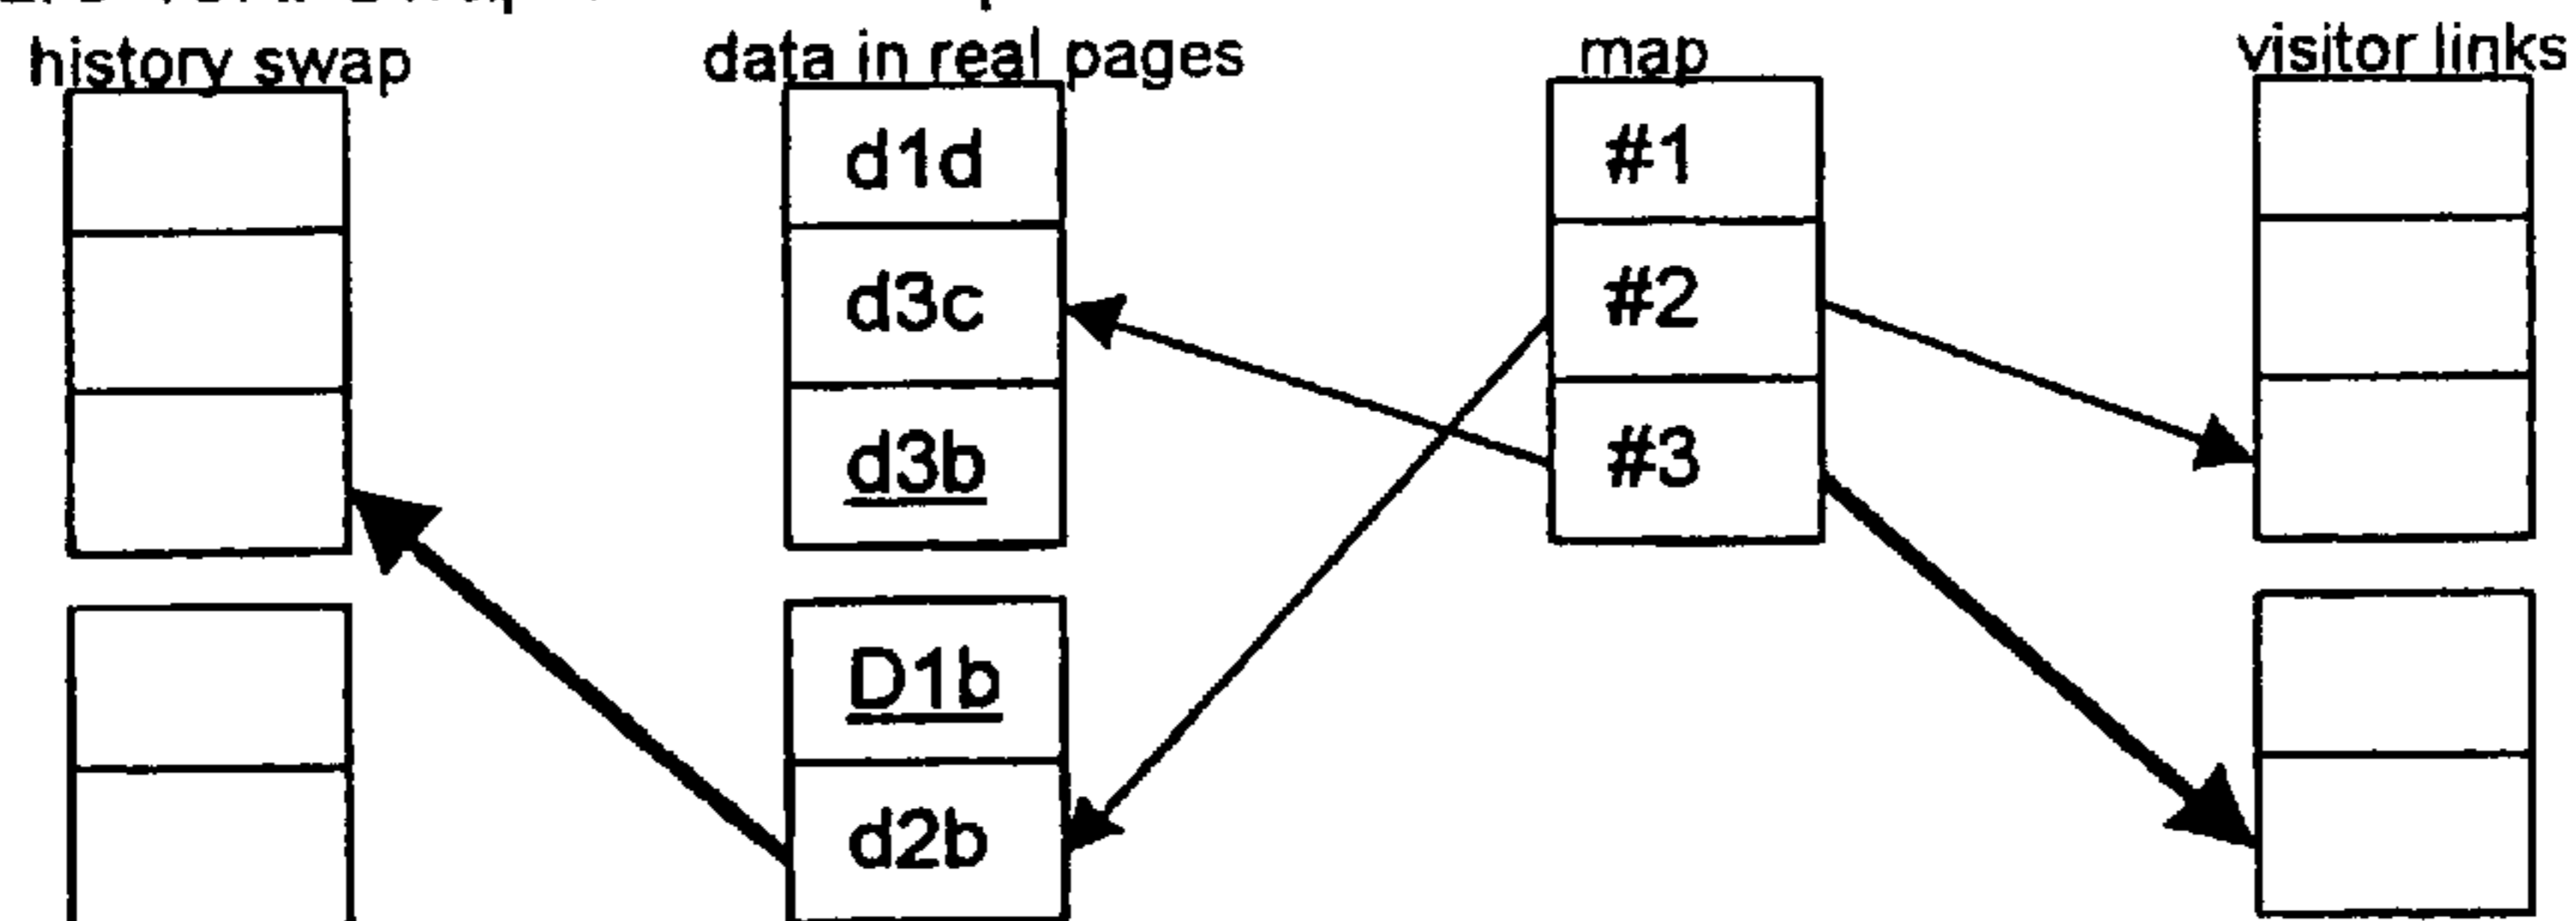 history swap data in real pages map visitor links
d1d #1
d3c #2
d3b #3
D1b
d2b